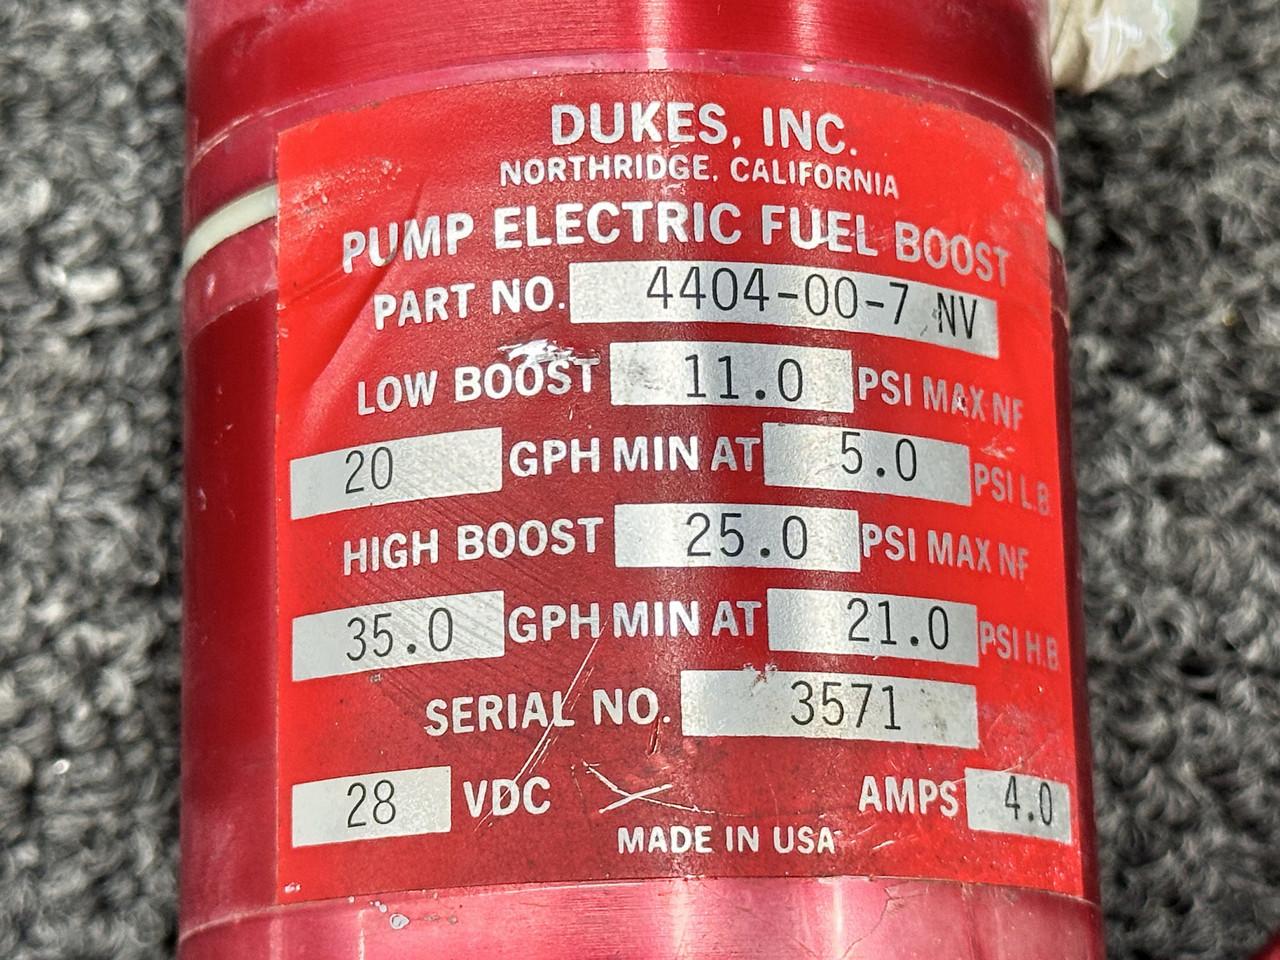 DUKES, INC.
NORTHRIDGE, CALIFORNIA
PUMP ELECTRIC FUEL BOOST
PART NO. 4404-00-7 NV
LOW BOOST 11.0 PSI MAX NF
20 GPH MIN AT 5.0 PSI L.B
HIGH BOOST 25.0 PSI MAX NF
35.0 GPH MIN AT 21.0 PSI H.B
SERIAL NO. 3571
28 VDC AMPS 4.0
MADE IN USA